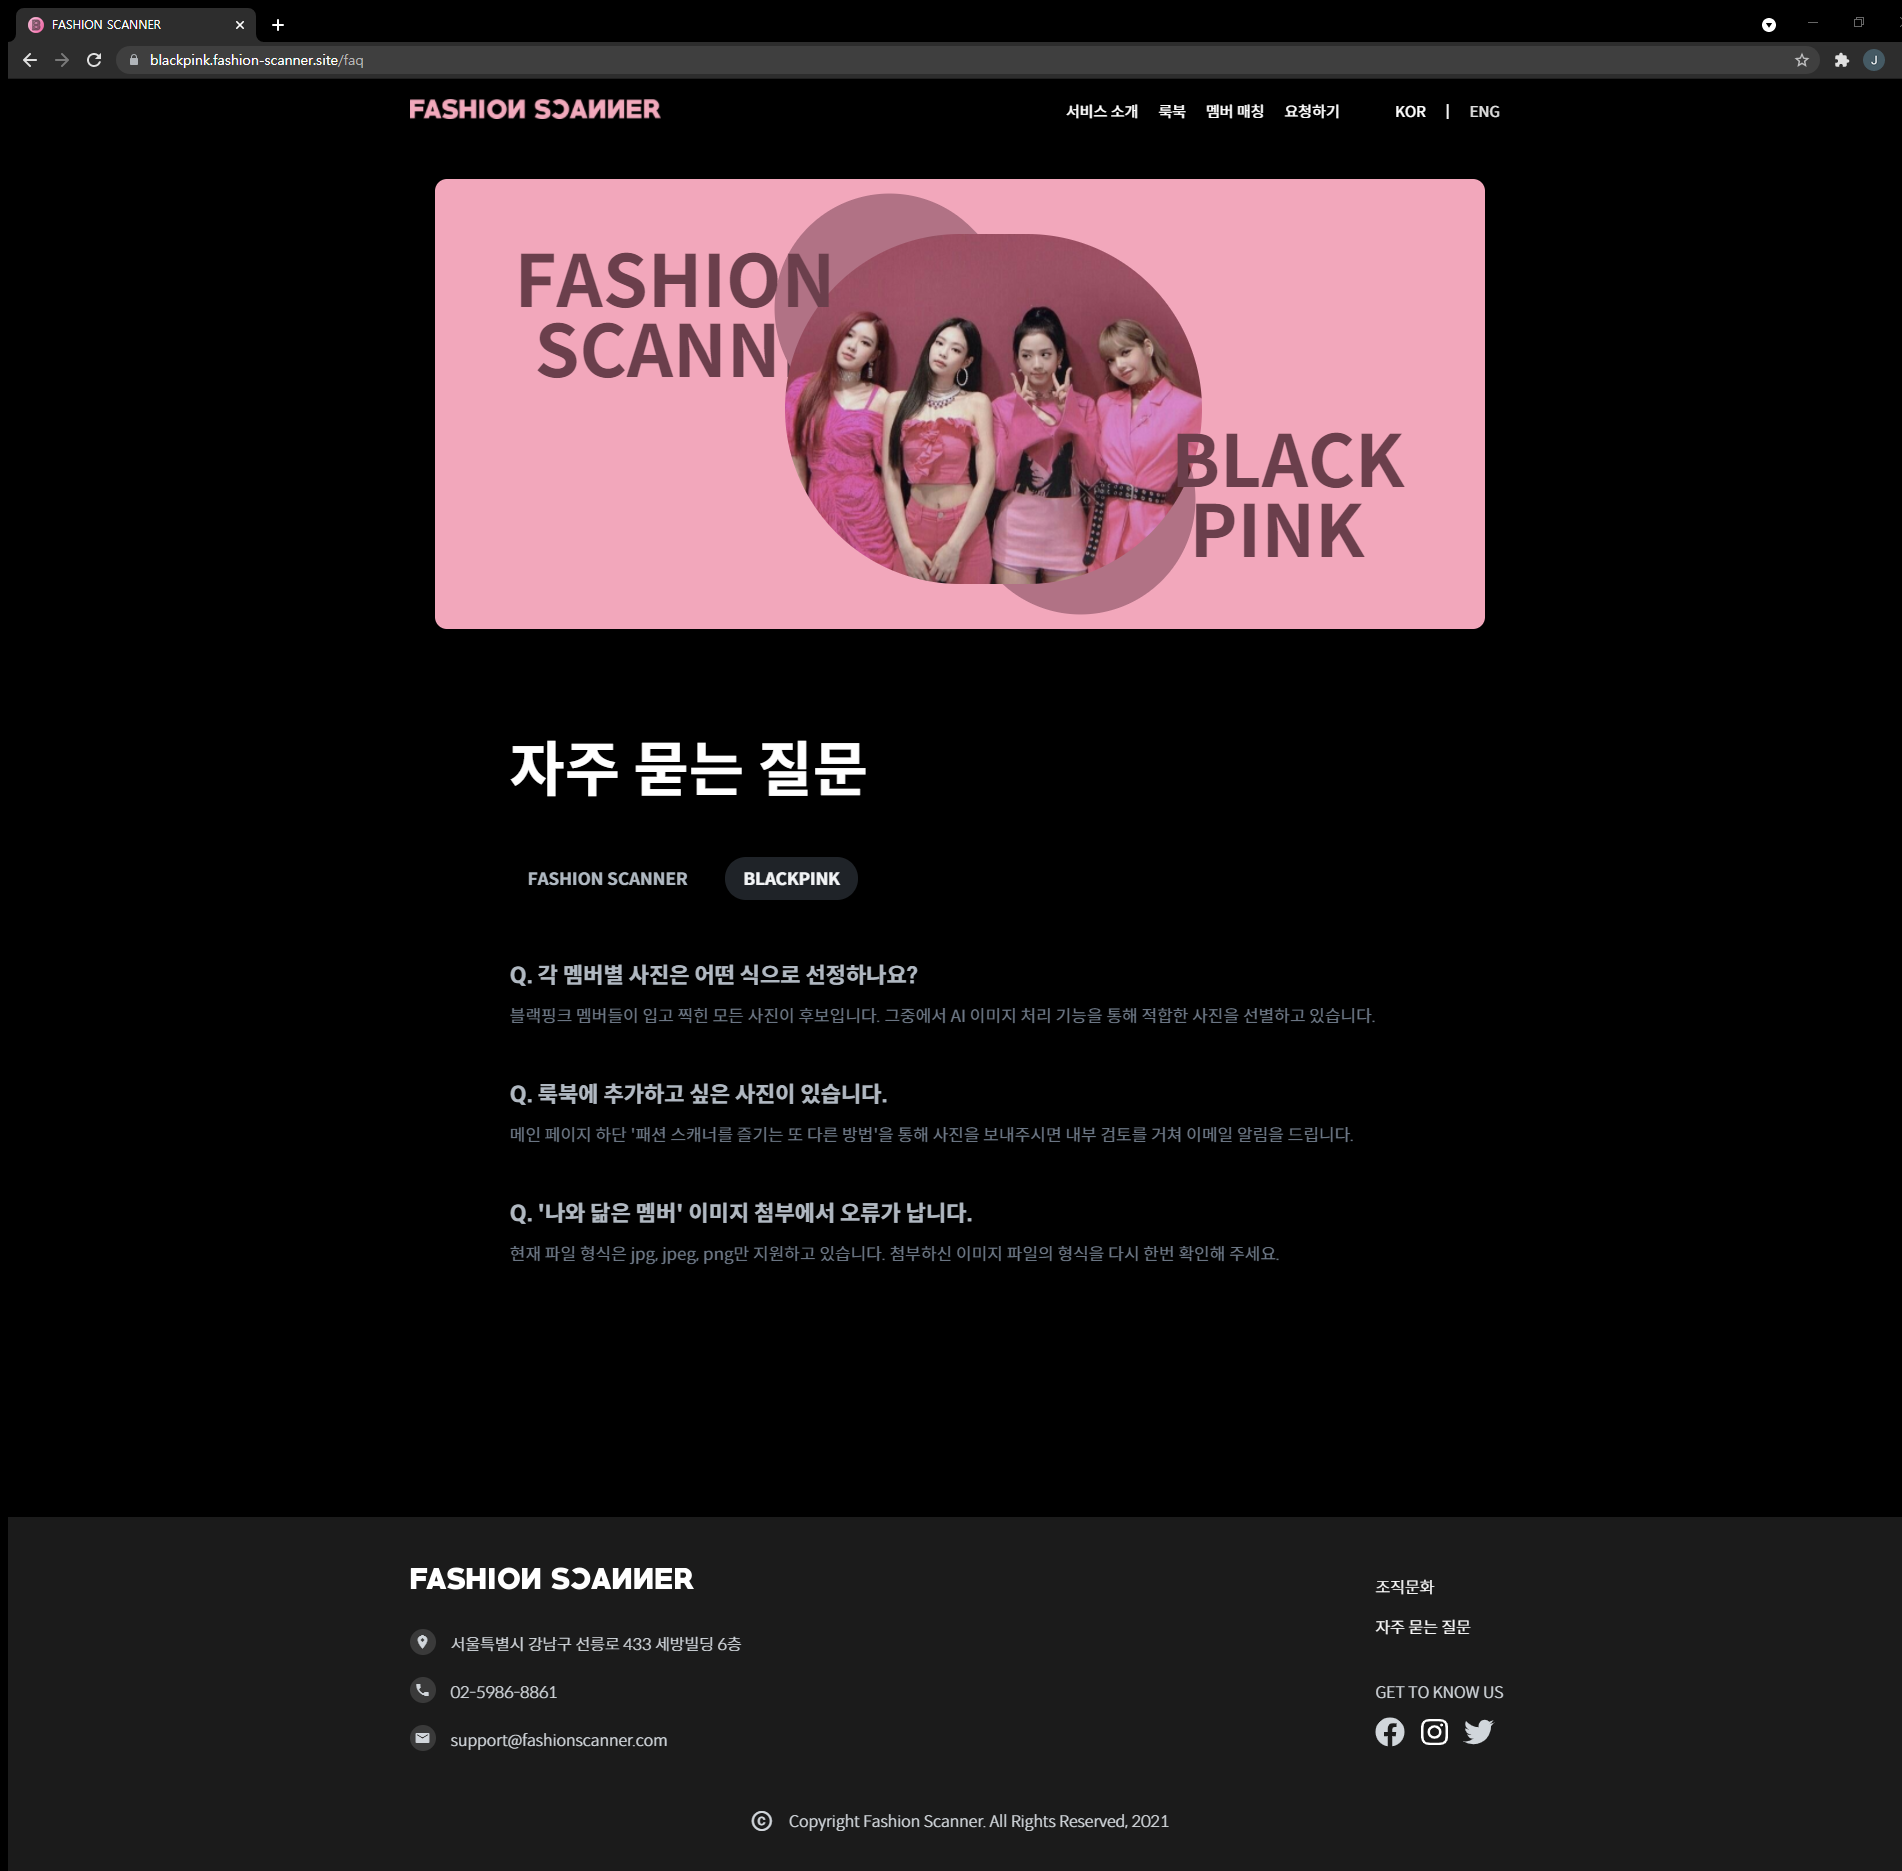 FASHION SCANNER
blackpink.fashion-scanner.site/faq
J
FASHION SCANNER
서비스 소개 룩북 멤버 매칭 요청하기 KOR | ENG
FASHION
SCANN
BLACK
PINK
자주 묻는 질문
FASHION SCANNER BLACKPINK
Q. 각 멤버별 사진은 어떤 식으로 선정하나요?
블랙핑크 멤버들이 입고 찍힌 모든 사진이 후보입니다. 그중에서 AI 이미지 처리 기능을 통해 적합한 사진을 선별하고 있습니다.
Q. 룩북에 추가하고 싶은 사진이 있습니다.
메인 페이지 하단 '패션 스캐너를 즐기는 또 다른 방법'을 통해 사진을 보내주시면 내부 검토를 거쳐 이메일 알림을 드립니다.
Q. '나와 닮은 멤버' 이미지 첨부에서 오류가 납니다.
현재 파일 형식은 jpg, jpeg, png만 지원하고 있습니다. 첨부하신 이미지 파일의 형식을 다시 한번 확인해 주세요.
FASHION SCANNER
서울특별시 강남구 선릉로 433 세방빌딩 6층
02-5986-8861
support@fashionscanner.com
조직문화
자주 묻는 질문
GET TO KNOW US
© Copyright Fashion Scanner. All Rights Reserved, 2021